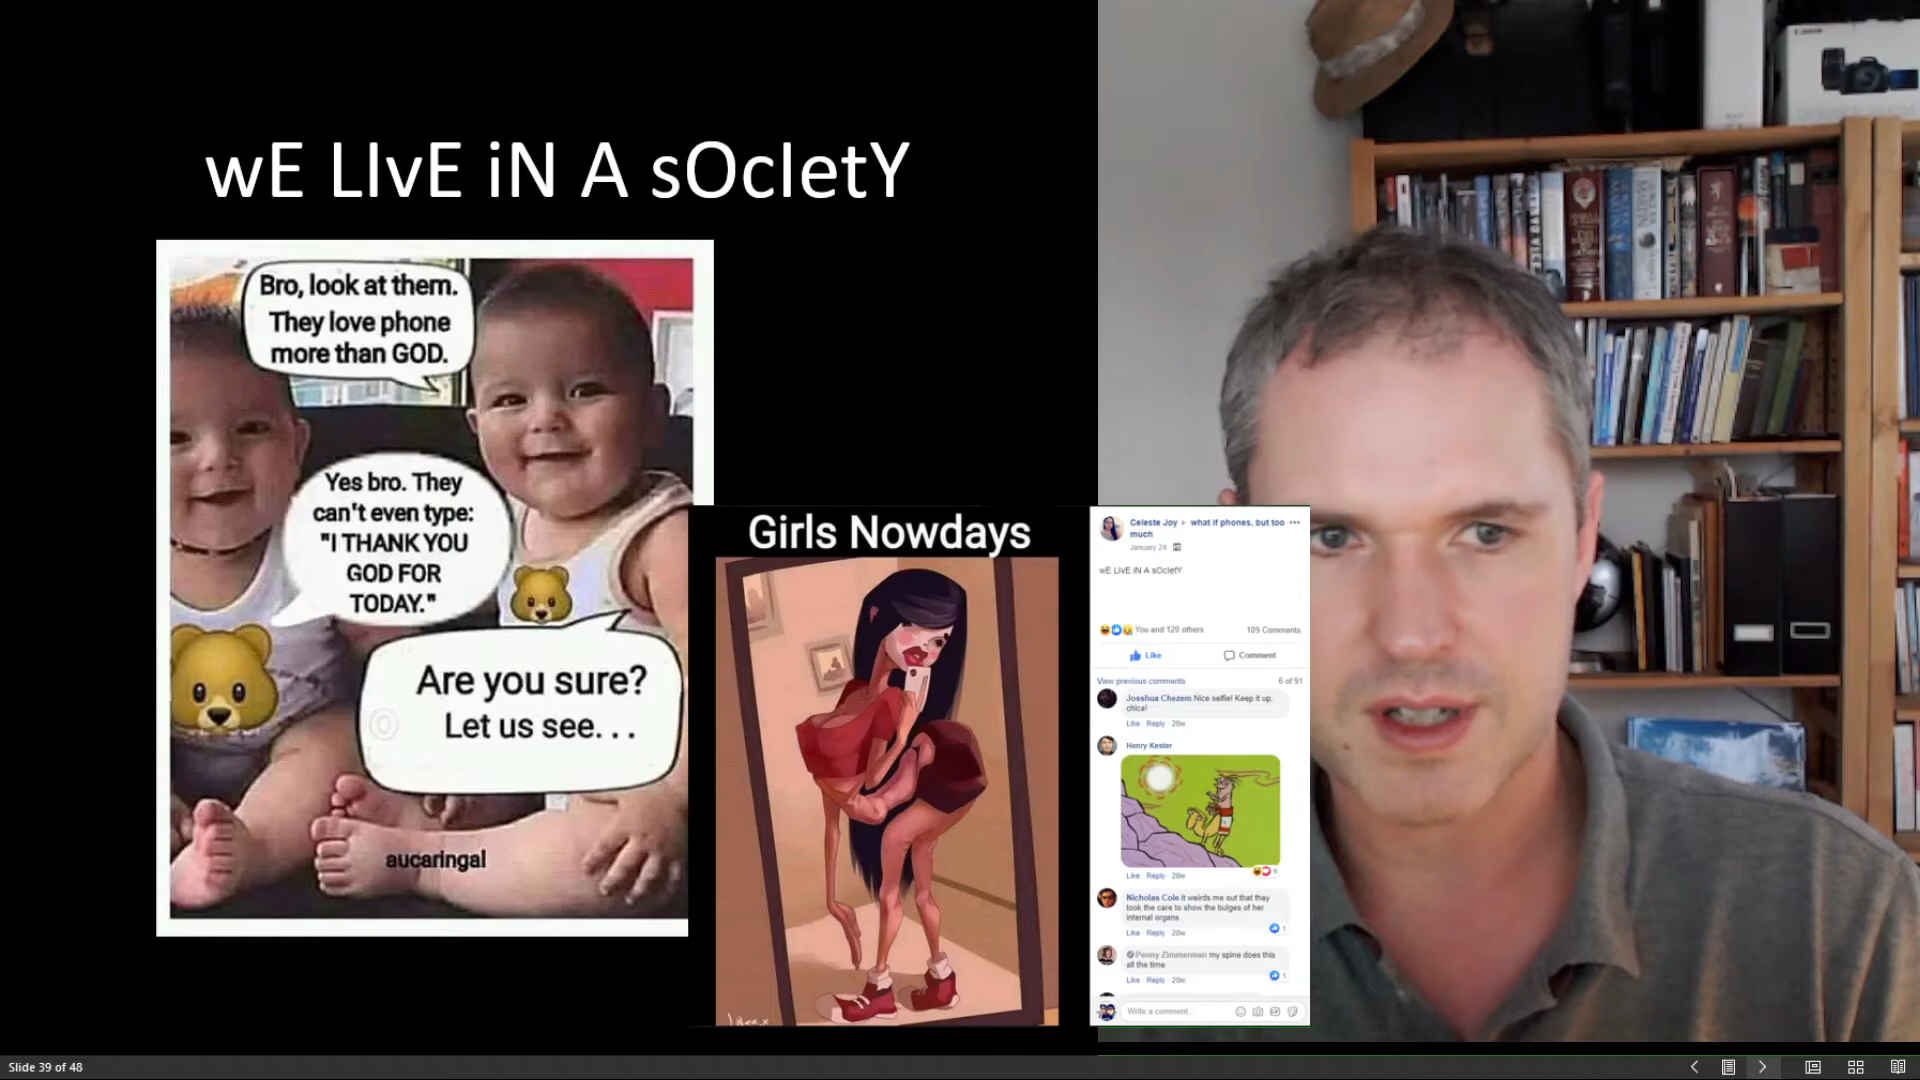 wE LIvE iN A sOcIetY
Bro, look at them.
They love phone
more than GOD.
Yes bro. They
can't even type:
"I THANK YOU
GOD FOR
TODAY."
Are you sure?
Let us see. . .
aucaringal
Girls Nowdays
Celeste Joy ▸ what if phones, but too
much
January 24
wE LIvE iN A sOcIetY
You and 120 others 109 Comments
Like Comment
View previous comments 6 of 91
Josshua Chezem Nice selfie! Keep it up,
chica!
Like · Reply · 20w
Henry Kester
6
Like · Reply · 20w
Nicholas Cole it weirds me out that they
took the care to show the bulges of her
internal organs
1
Like · Reply · 20w
Penny Zimmerman my spine does this
all the time
1
Like · Reply · 20w
Write a comment...
Canon
Slide 39 of 48